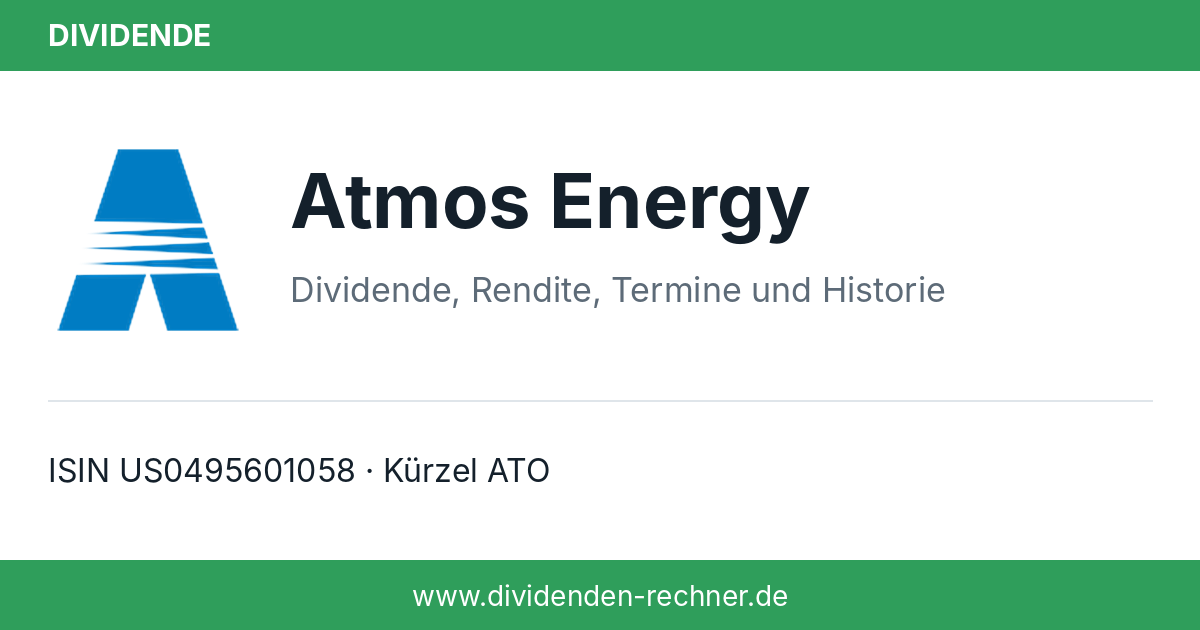 DIVIDENDE
Atmos Energy
Dividende, Rendite, Termine und Historie
ISIN US0495601058 · Kürzel ATO
www.dividenden-rechner.de